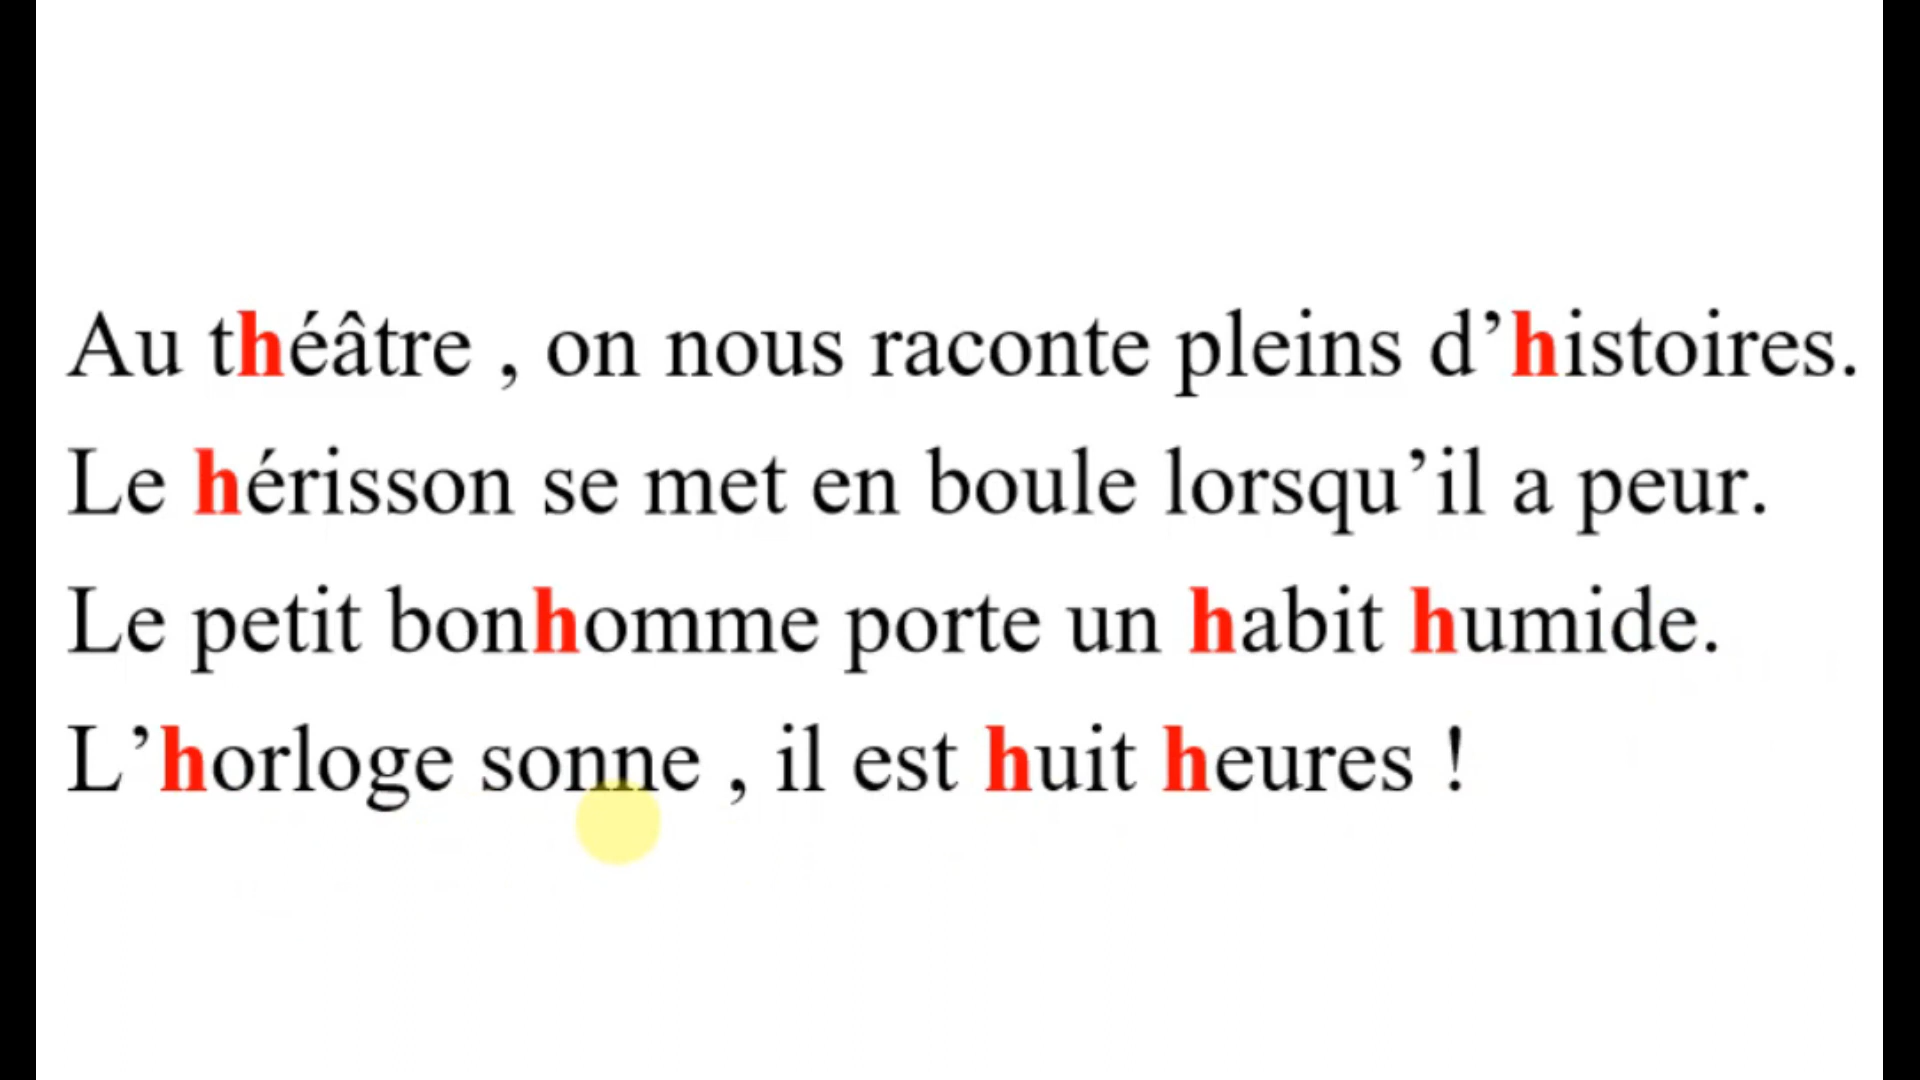 Au théâtre , on nous raconte pleins d’histoires.
Le hérisson se met en boule lorsqu’il a peur.
Le petit bonhomme porte un habit humide.
L’horloge sonne , il est huit heures !